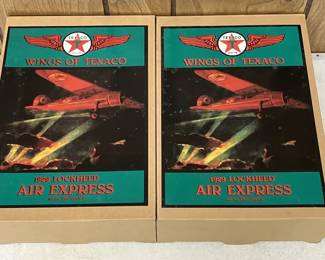 TEXACO
WINGS OF TEXACO
1929 LOCKHEED
AIR EXPRESS
TEXACO
WINGS OF TEXACO
1929 LOCKHEED
AIR EXPRESS